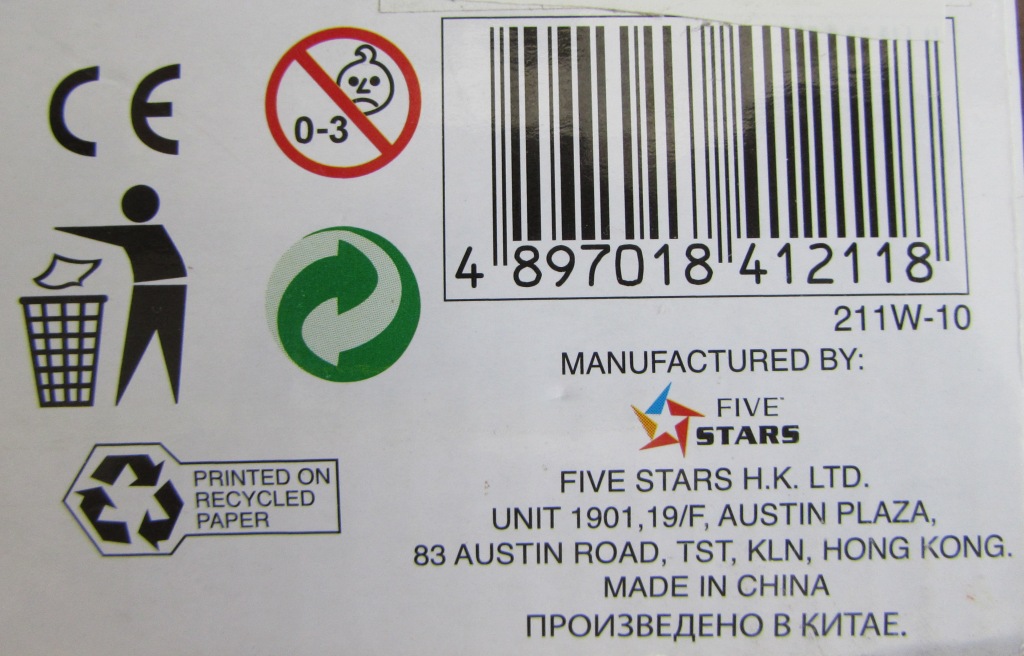 CE
0-3
4 897018 412118
211W-10
MANUFACTURED BY:
FIVE™
STARS
FIVE STARS H.K. LTD.
UNIT 1901,19/F, AUSTIN PLAZA,
83 AUSTIN ROAD, TST, KLN, HONG KONG.
MADE IN CHINA
ПРОИЗВЕДЕНО В КИТАЕ.
PRINTED ON
RECYCLED
PAPER